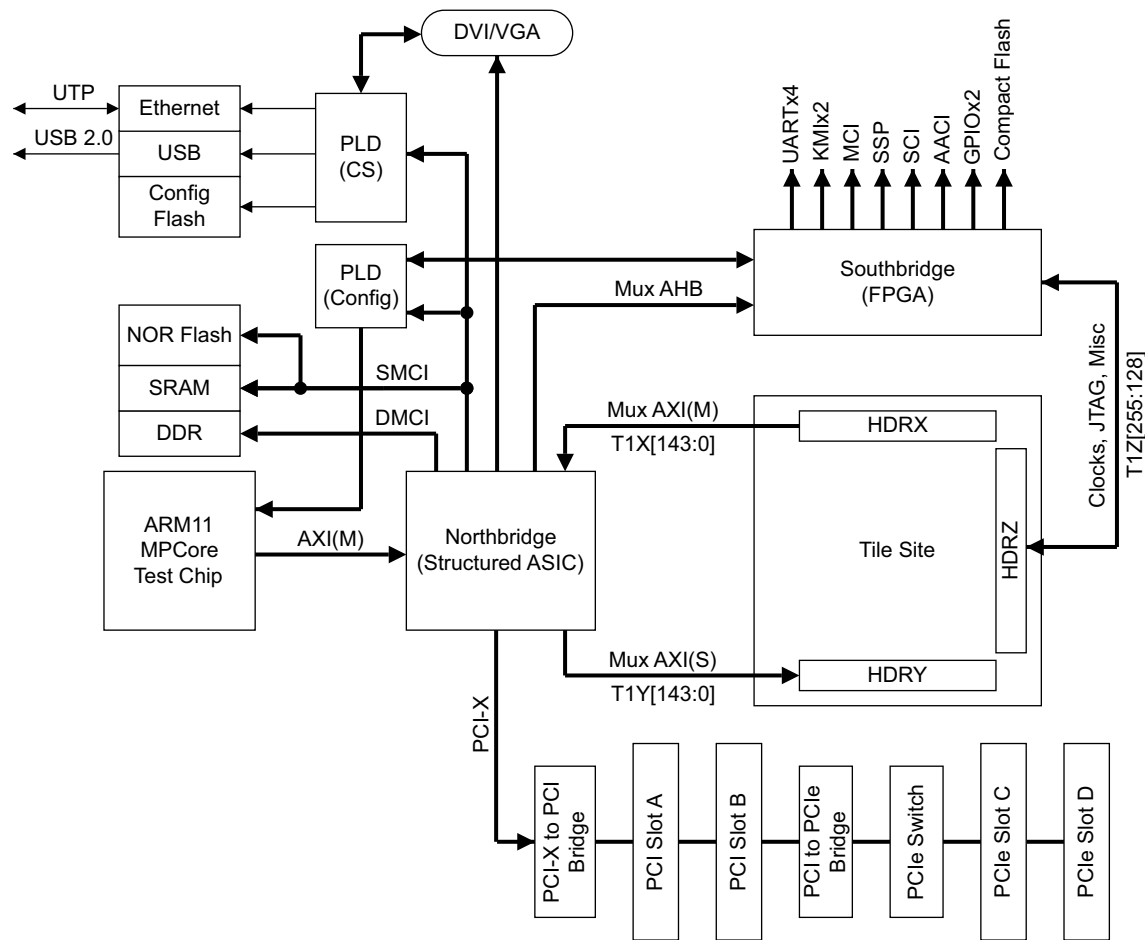 DVI/VGA
UTP
Ethernet
USB 2.0
USB
Config
Flash
PLD
(CS)
UARTx4
KMIx2
MCI
SSP
SCI
AACI
GPIOx2
Compact Flash
PLD
(Config)
Mux AHB
Southbridge
(FPGA)
NOR Flash
SRAM
DDR
SMCI
DMCI
Clocks, JTAG, Misc
T1Z[255:128]
Mux AXI(M)
T1X[143:0]
HDRX
ARM11
MPCore
Test Chip
AXI(M)
Northbridge
(Structured ASIC)
Tile Site
HDRZ
Mux AXI(S)
T1Y[143:0]
HDRY
PCI-X
PCI-X to PCI
Bridge
PCI Slot A
PCI Slot B
PCI to PCIe
Bridge
PCIe Switch
PCIe Slot C
PCIe Slot D